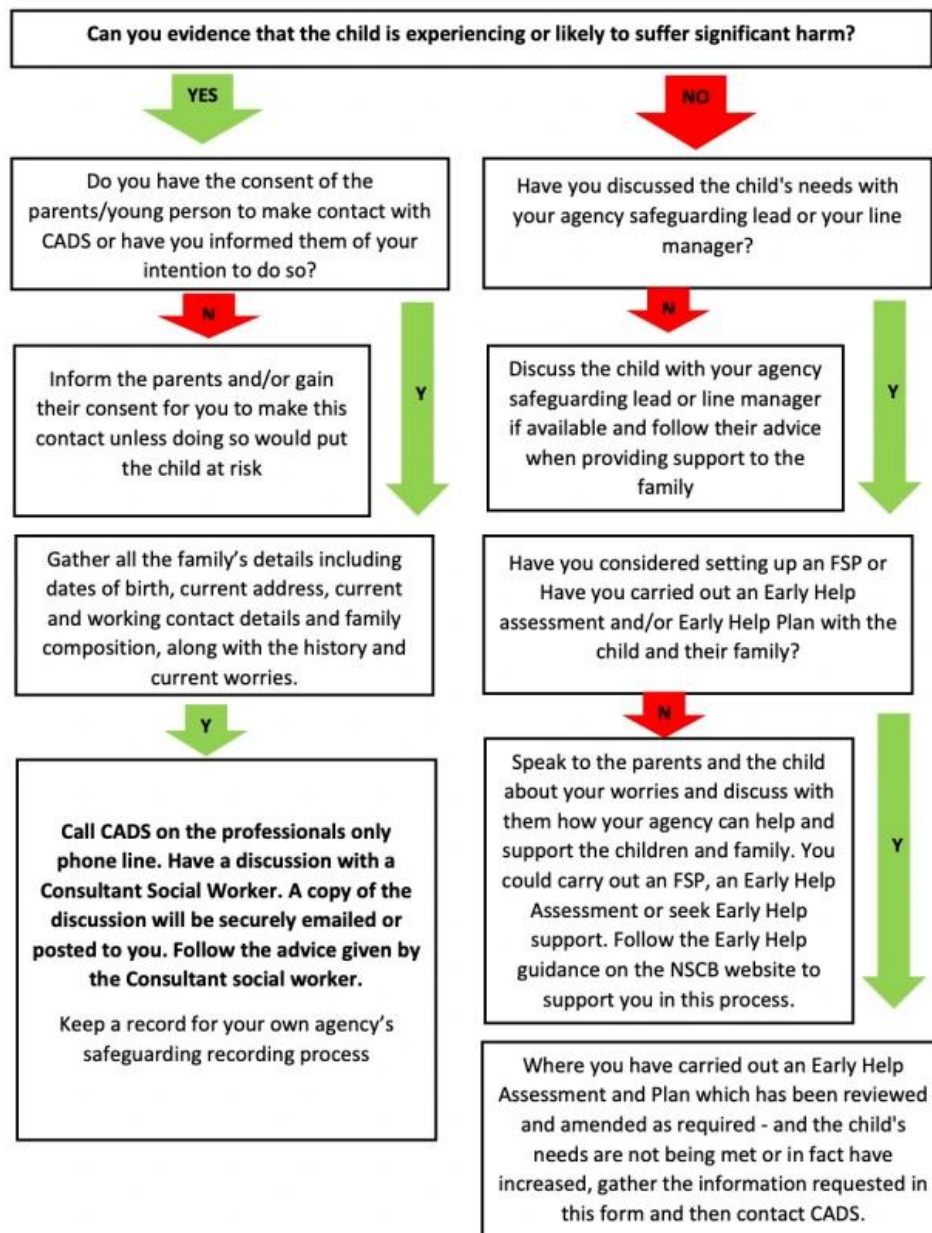 Can you evidence that the child is experiencing or likely to suffer significant harm?
YES
NO
Do you have the consent of the
parents/young person to make contact with
CADS or have you informed them of your
intention to do so?
N
Y
Inform the parents and/or gain
their consent for you to make this
contact unless doing so would put
the child at risk
Gather all the family’s details including
dates of birth, current address, current
and working contact details and family
composition, along with the history and
current worries.
Y
Call CADS on the professionals only
phone line. Have a discussion with a
Consultant Social Worker. A copy of the
discussion will be securely emailed or
posted to you. Follow the advice given by
the Consultant social worker.
Keep a record for your own agency’s
safeguarding recording process
Have you discussed the child's needs with
your agency safeguarding lead or your line
manager?
N
Y
Discuss the child with your agency
safeguarding lead or line manager
if available and follow their advice
when providing support to the
family
Have you considered setting up an FSP or
Have you carried out an Early Help
assessment and/or Early Help Plan with the
child and their family?
N
Y
Speak to the parents and the child
about your worries and discuss with
them how your agency can help and
support the children and family. You
could carry out an FSP, an Early Help
Assessment or seek Early Help
support. Follow the Early Help
guidance on the NSCB website to
support you in this process.
Where you have carried out an Early Help
Assessment and Plan which has been reviewed
and amended as required - and the child's
needs are not being met or in fact have
increased, gather the information requested in
this form and then contact CADS.